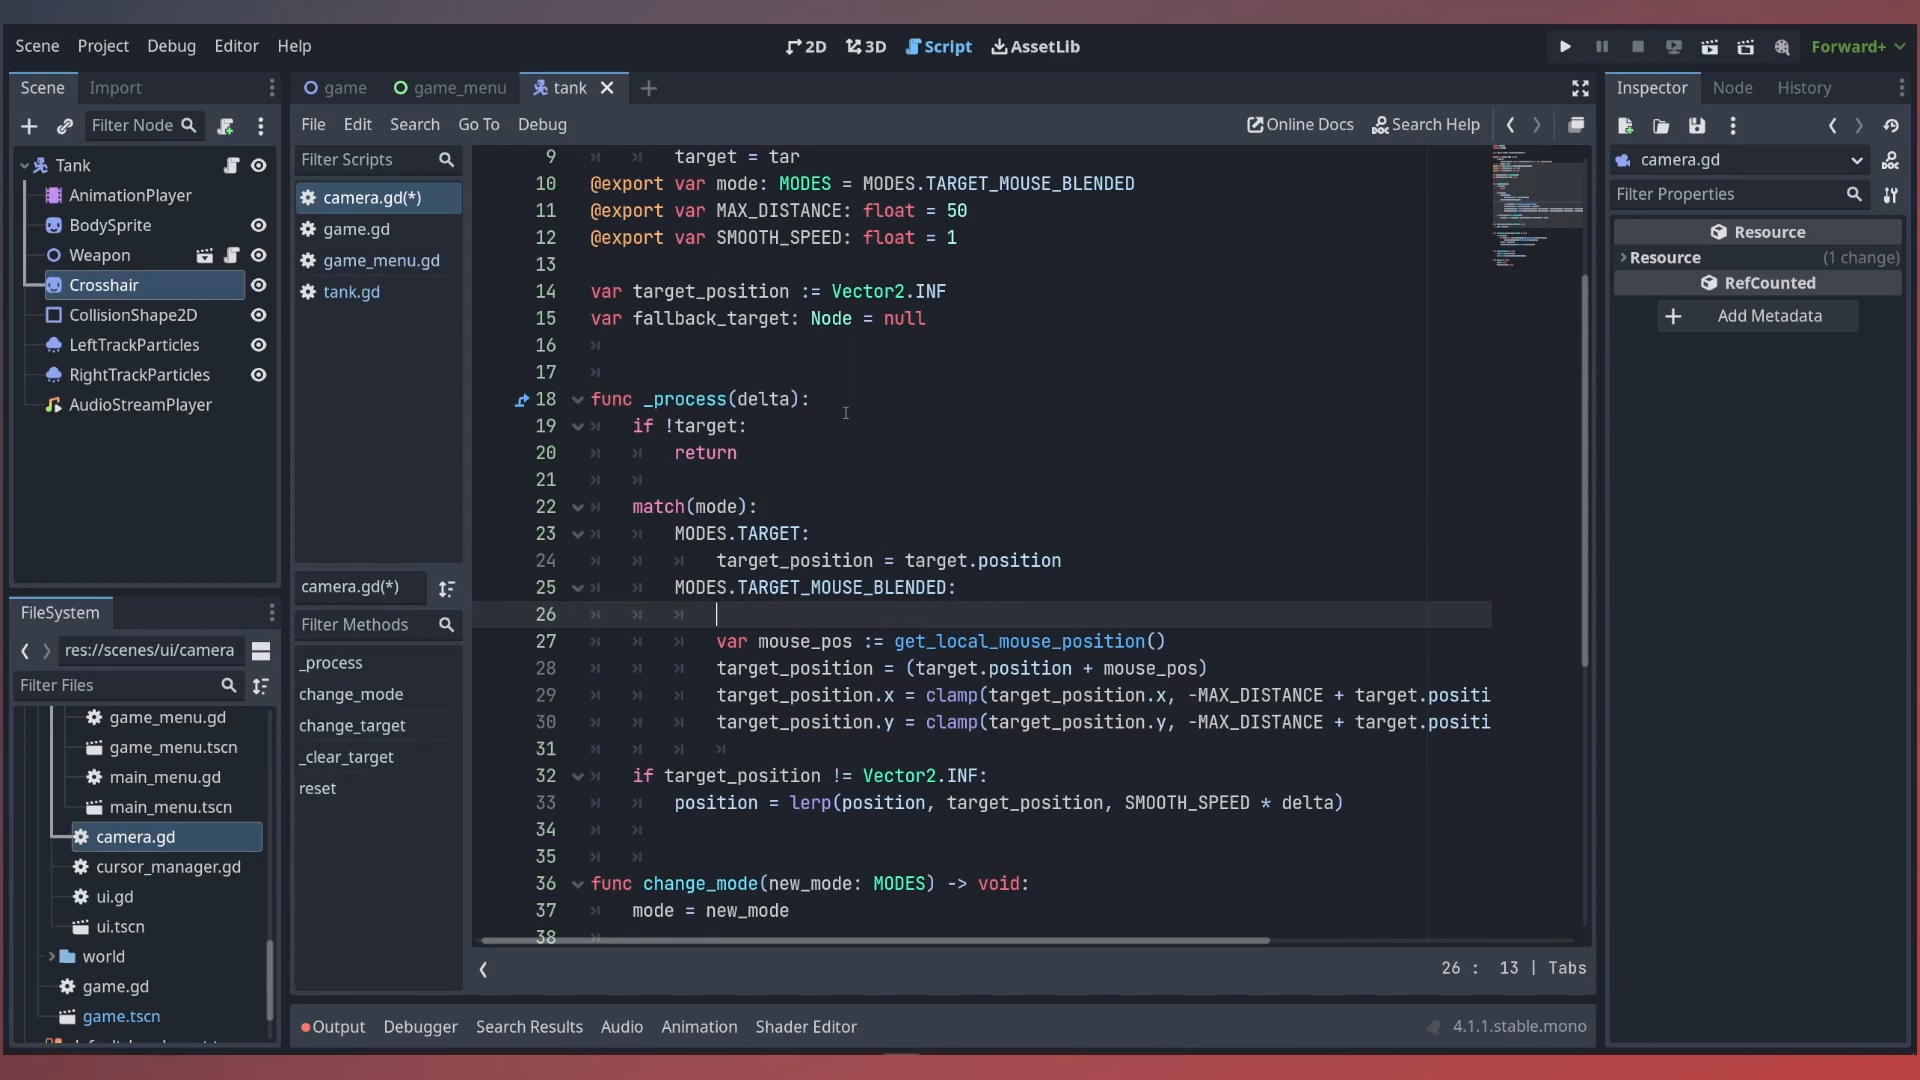 Scene Project Debug Editor Help
2D 3D Script AssetLib
Forward+
Scene Import
Filter Node
Tank
AnimationPlayer
BodySprite
Weapon
Crosshair
CollisionShape2D
LeftTrackParticles
RightTrackParticles
AudioStreamPlayer
FileSystem
res://scenes/ui/camera
Filter Files
game_menu.gd
game_menu.tscn
main_menu.gd
main_menu.tscn
camera.gd
cursor_manager.gd
ui.gd
ui.tscn
world
game.gd
game.tscn
game game_menu tank
File Edit Search Go To Debug
Online Docs Search Help
Filter Scripts
camera.gd(*)
game.gd
game_menu.gd
tank.gd
camera.gd(*)
Filter Methods
_process
change_mode
change_target
_clear_target
reset
9 target = tar
10 @export var mode: MODES = MODES.TARGET_MOUSE_BLENDED
11 @export var MAX_DISTANCE: float = 50
12 @export var SMOOTH_SPEED: float = 1
13
14 var target_position := Vector2.INF
15 var fallback_target: Node = null
16
17
18 func _process(delta):
19 if !target:
20 return
21
22 match(mode):
23 MODES.TARGET:
24 target_position = target.position
25 MODES.TARGET_MOUSE_BLENDED:
26
27 var mouse_pos := get_local_mouse_position()
28 target_position = (target.position + mouse_pos)
29 target_position.x = clamp(target_position.x, -MAX_DISTANCE + target.positi
30 target_position.y = clamp(target_position.y, -MAX_DISTANCE + target.positi
31
32 if target_position != Vector2.INF:
33 position = lerp(position, target_position, SMOOTH_SPEED * delta)
34
35
36 func change_mode(new_mode: MODES) -> void:
37 mode = new_mode
38
26 : 13 | Tabs
Output Debugger Search Results Audio Animation Shader Editor
4.1.1.stable.mono
Inspector Node History
camera.gd
Filter Properties
Resource
Resource (1 change)
RefCounted
Add Metadata